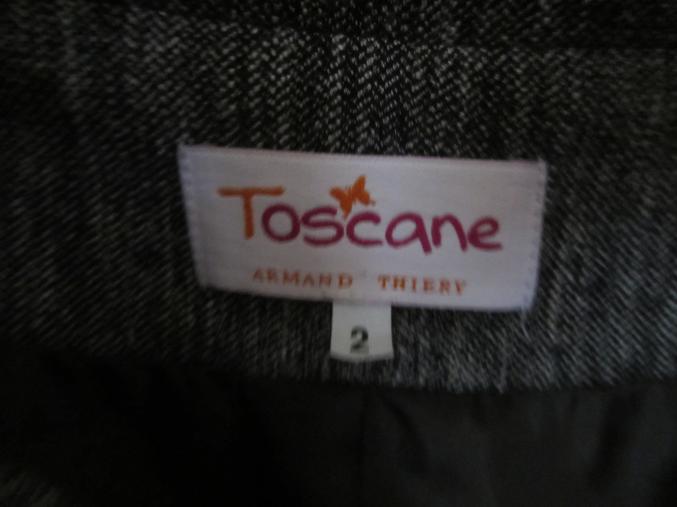 Toscane
ARMAND THIERY
2